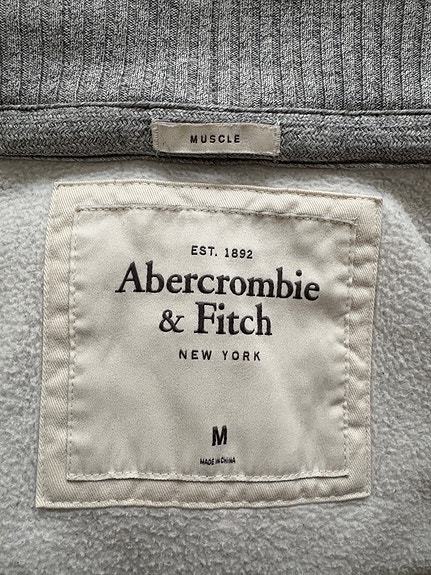 MUSCLE
EST. 1892
Abercrombie
& Fitch
NEW YORK
M
MADE IN CHINA